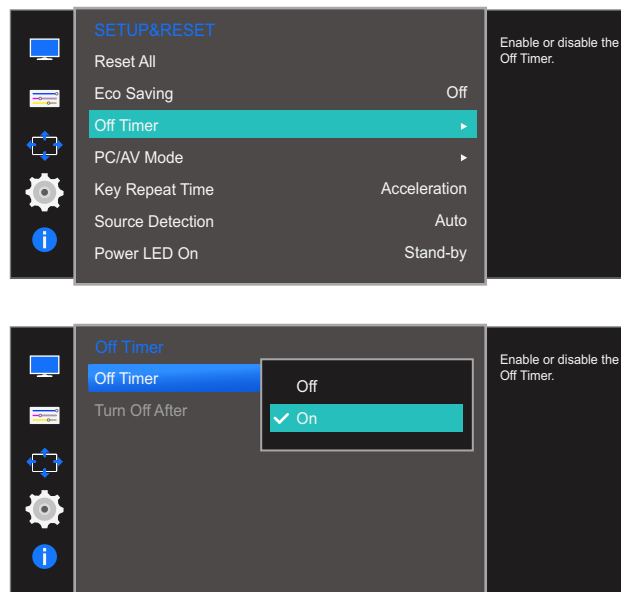 SETUP&RESET
Reset All
Eco Saving Off
Off Timer
PC/AV Mode
Key Repeat Time Acceleration
Source Detection Auto
Power LED On Stand-by
Enable or disable the
Off Timer.
Off Timer
Off Timer
Turn Off After
Off
On
Enable or disable the
Off Timer.